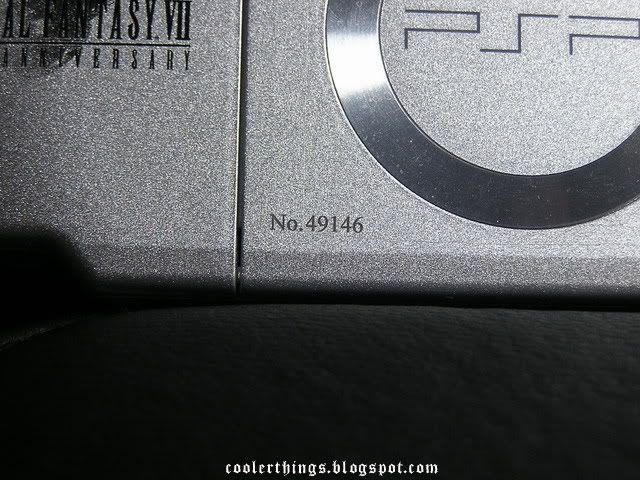 AL FANTASY.VII
ANNIVERSARY
PSP
No.49146
coolerthings.blogspot.com